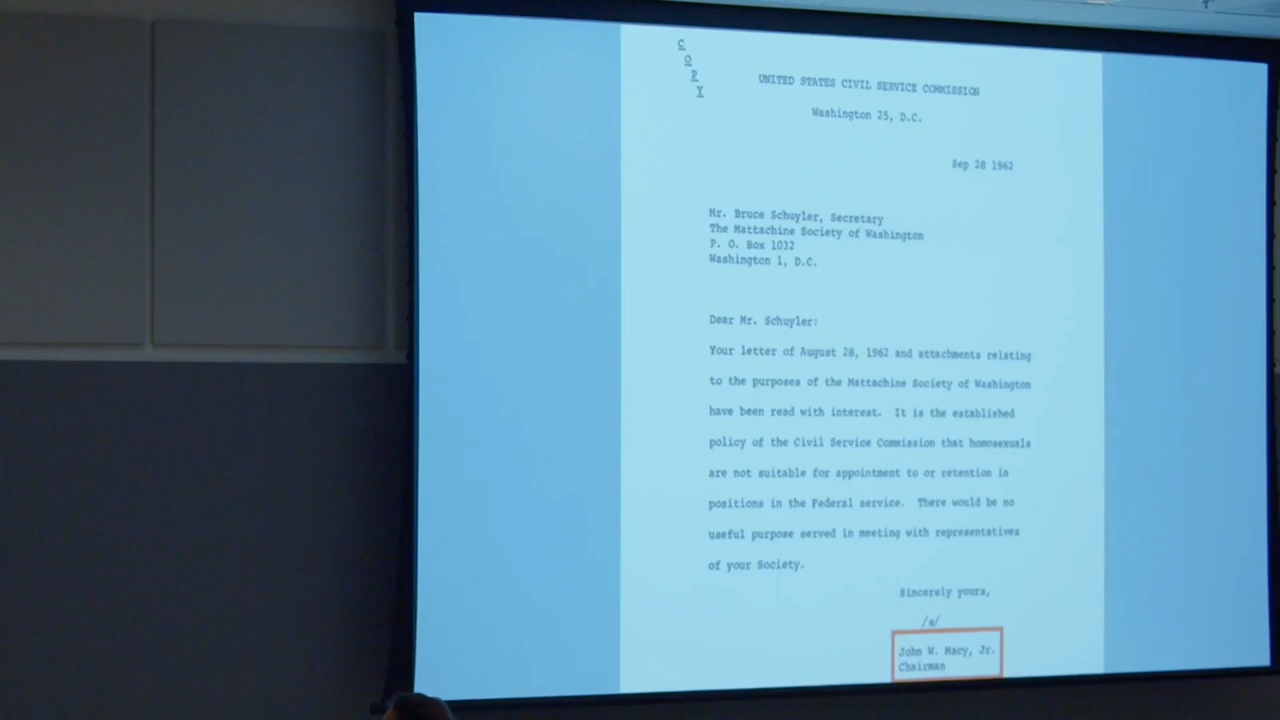 C
O
P
Y
UNITED STATES CIVIL SERVICE COMMISSION
Washington 25, D.C.
Sep 28 1962
Mr. Bruce Schuyler, Secretary
The Mattachine Society of Washington
P. O. Box 1032
Washington 1, D.C.
Dear Mr. Schuyler:
Your letter of August 28, 1962 and attachments relating
to the purposes of the Mattachine Society of Washington
have been read with interest. It is the established
policy of the Civil Service Commission that homosexuals
are not suitable for appointment to or retention in
positions in the Federal service. There would be no
useful purpose served in meeting with representatives
of your Society.
Sincerely yours,
/s/
John W. Macy, Jr.
Chairman